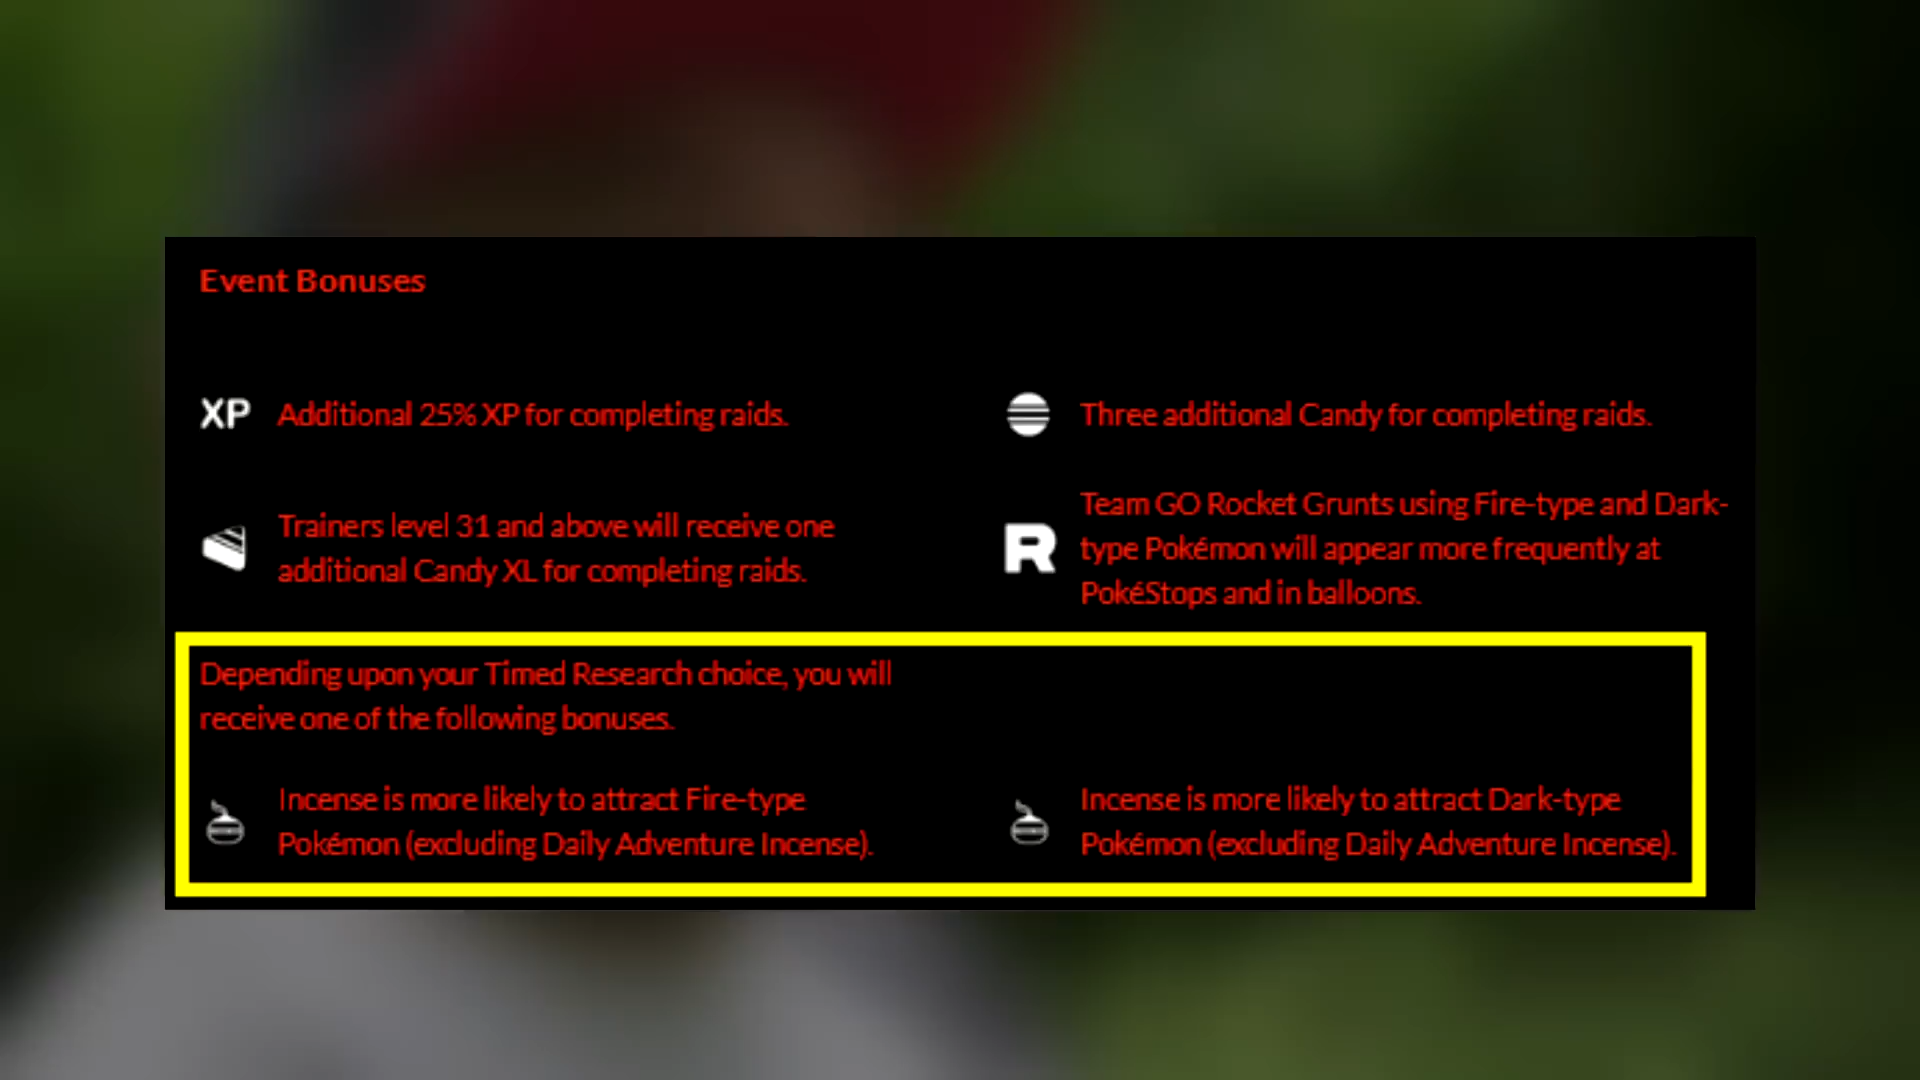 Event Bonuses
XP Additional 25% XP for completing raids.
Three additional Candy for completing raids.
Trainers level 31 and above will receive one
additional Candy XL for completing raids.
R
Team GO Rocket Grunts using Fire-type and Dark-
type Pokémon will appear more frequently at
PokéStops and in balloons.
Depending upon your Timed Research choice, you will
receive one of the following bonuses.
Incense is more likely to attract Fire-type
Pokémon (excluding Daily Adventure Incense).
Incense is more likely to attract Dark-type
Pokémon (excluding Daily Adventure Incense).